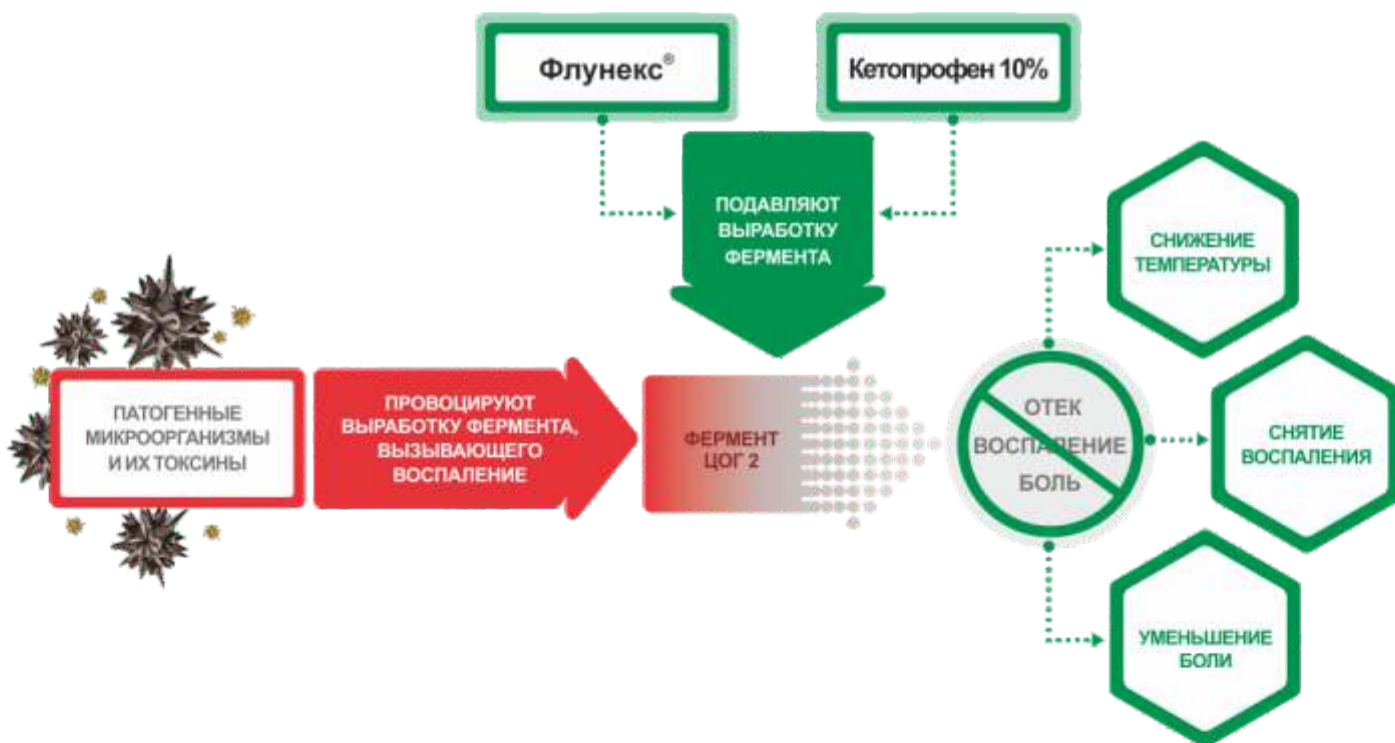 Флунекс®
Кетопрофен 10%
ПОДАВЛЯЮТ
ВЫРАБОТКУ
ФЕРМЕНТА
ПАТОГЕННЫЕ
МИКРООРГАНИЗМЫ
И ИХ ТОКСИНЫ
ПРОВОЦИРУЮТ
ВЫРАБОТКУ ФЕРМЕНТА,
ВЫЗЫВАЮЩЕГО
ВОСПАЛЕНИЕ
ФЕРМЕНТ
ЦОГ 2
ОТЕК
ВОСПАЛЕНИЕ
БОЛЬ
СНИЖЕНИЕ
ТЕМПЕРАТУРЫ
СНЯТИЕ
ВОСПАЛЕНИЯ
УМЕНЬШЕНИЕ
БОЛИ